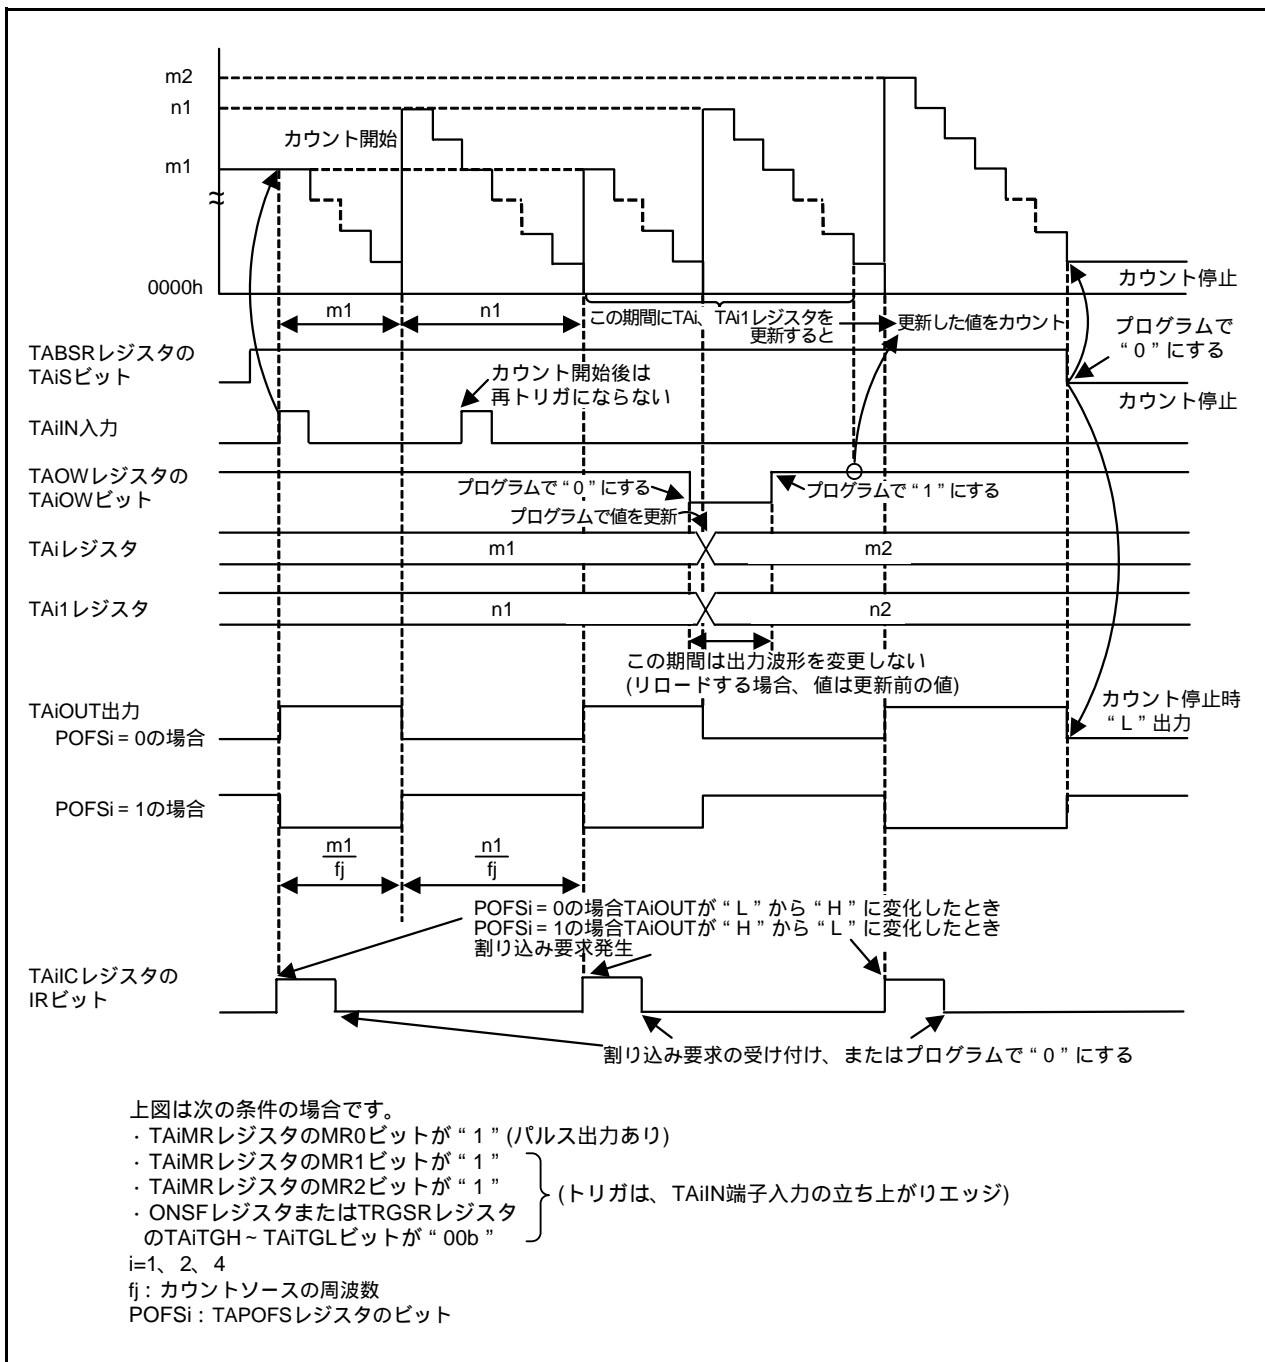 m2
n1
カウント開始
m1
≈
0000h
m1
n1
この期間にTAi、TAi1レジスタを
更新すると
更新した値をカウント
カウント停止
プログラムで
“0”にする
TABSRレジスタの
TAiSビット
カウント停止
カウント開始後は
再トリガにならない
TAiIN入力
TAOWレジスタの
TAiOWビット
プログラムで“0”にする
プログラムで“1”にする
プログラムで値を更新
TAiレジスタ
m1
m2
TAi1レジスタ
n1
n2
この期間は出力波形を変更しない
(リロードする場合、値は更新前の値)
TAiOUT出力
POFSi = 0の場合
カウント停止時
“L”出力
POFSi = 1の場合
m1
fj
n1
fj
POFSi = 0の場合TAiOUTが“L”から“H”に変化したとき
POFSi = 1の場合TAiOUTが“H”から“L”に変化したとき
割り込み要求発生
TAiICレジスタの
IRビット
割り込み要求の受け付け、またはプログラムで“0”にする
上図は次の条件の場合です。
・TAiMRレジスタのMR0ビットが“1”(パルス出力あり)
・TAiMRレジスタのMR1ビットが“1”
・TAiMRレジスタのMR2ビットが“1”
(トリガは、TAiIN端子入力の立ち上がりエッジ)
・ONSFレジスタまたはTRGSRレジスタ
のTAiTGH~TAiTGLビットが“00b”
i=1、2、4
fj:カウントソースの周波数
POFSi:TAPOFSレジスタのビット